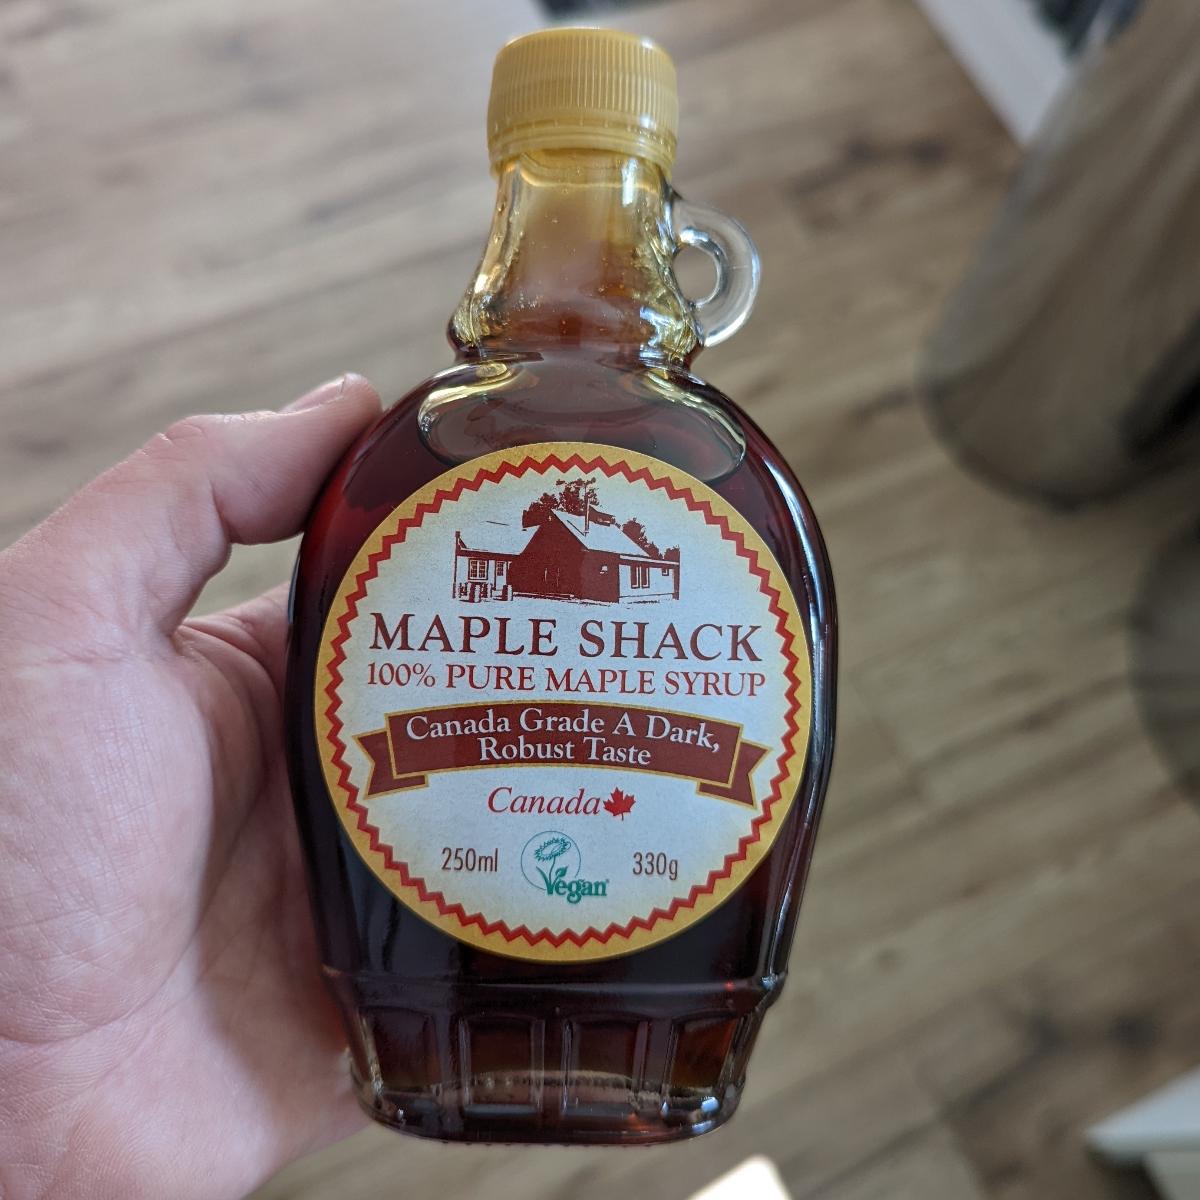 MAPLE SHACK
100% PURE MAPLE SYRUP
Canada Grade A Dark,
Robust Taste
Canada
250ml
Vegan
330g